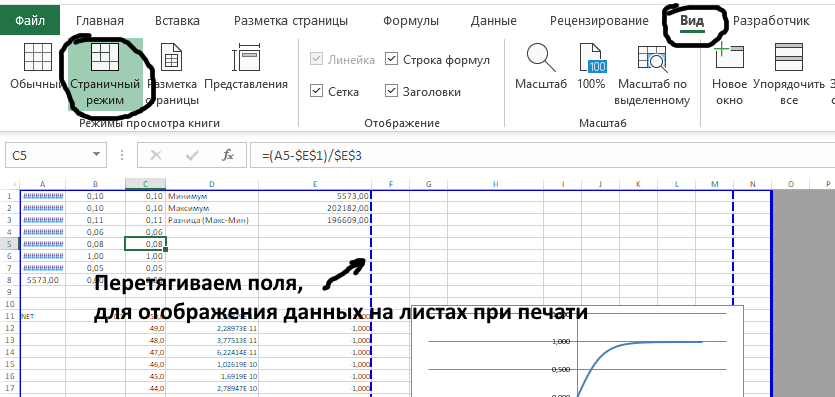 Файл Главная Вставка Разметка страницы Формулы Данные Рецензирование Вид Разработчик
Обычный Страничный режим Разметка страницы Представления
Линейка Строка формул
Сетка Заголовки
Масштаб 100 100% Масштаб по выделенному
Новое окно Упорядочить все
Режимы просмотра книги Отображение Масштаб
C5 fx =(A5-$E$1)/$E$3
A B C D E F G H I J K L M N O P
1 ########## 0,10 0,10 Минимум 5573,00
2 ########## 0,10 0,10 Максимум 202182,00
3 ########## 0,11 0,11 Разница (Макс-Мин) 196609,00
4 ########## 0,06 0,06
5 ########## 0,08 0,08
6 ########## 1,00 1,00
7 ########## 0,05 0,05
8 5573,00
Перетягиваем поля,
9
10
для отображения данных на листах при печати
11 NET
12 49,0 2,28973E-11 1,000
13 48,0 3,77513E-11 1,000
14 47,0 6,22414E-11 1,000
15 46,0 1,02619E-10 1,000
16 45,0 1,6919E-10 1,000
17 44,0 2,78947E-10 1,000
1,000
0,500
0,000